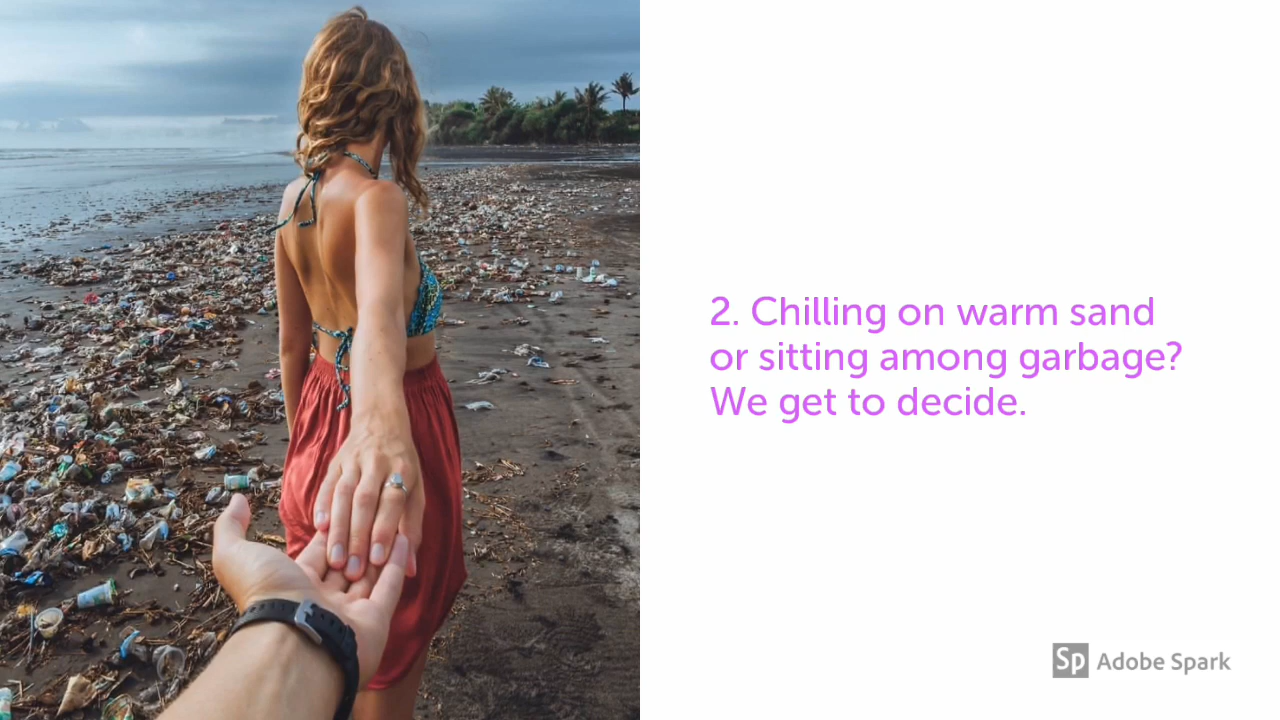 2. Chilling on warm sand
or sitting among garbage?
We get to decide.
Sp Adobe Spark